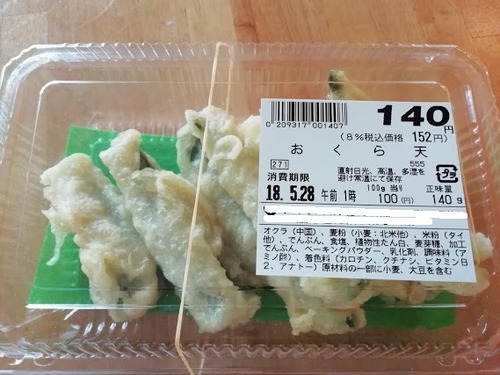 140円
0 209317 001407
(8%税込価格 152円)
おくら天
271 555
消費期限 直射日光、高温、多湿を
避け常温にて保存
18.5.28 午前 1時
100g 当り 正味量
100(円) 140g
プラ
オクラ(中国)、麦粉(小麦:北米他)、米粉(タイ
他)、でんぷん、食塩、植物性たん白、麦芽糖、加工
でんぷん、ベーキングパウダー、乳化剤、調味料(ア
ミノ酸)、着色料(カロチン、クチナシ、ビタミンB
2、アナトー)原材料の一部に小麦、大豆を含む